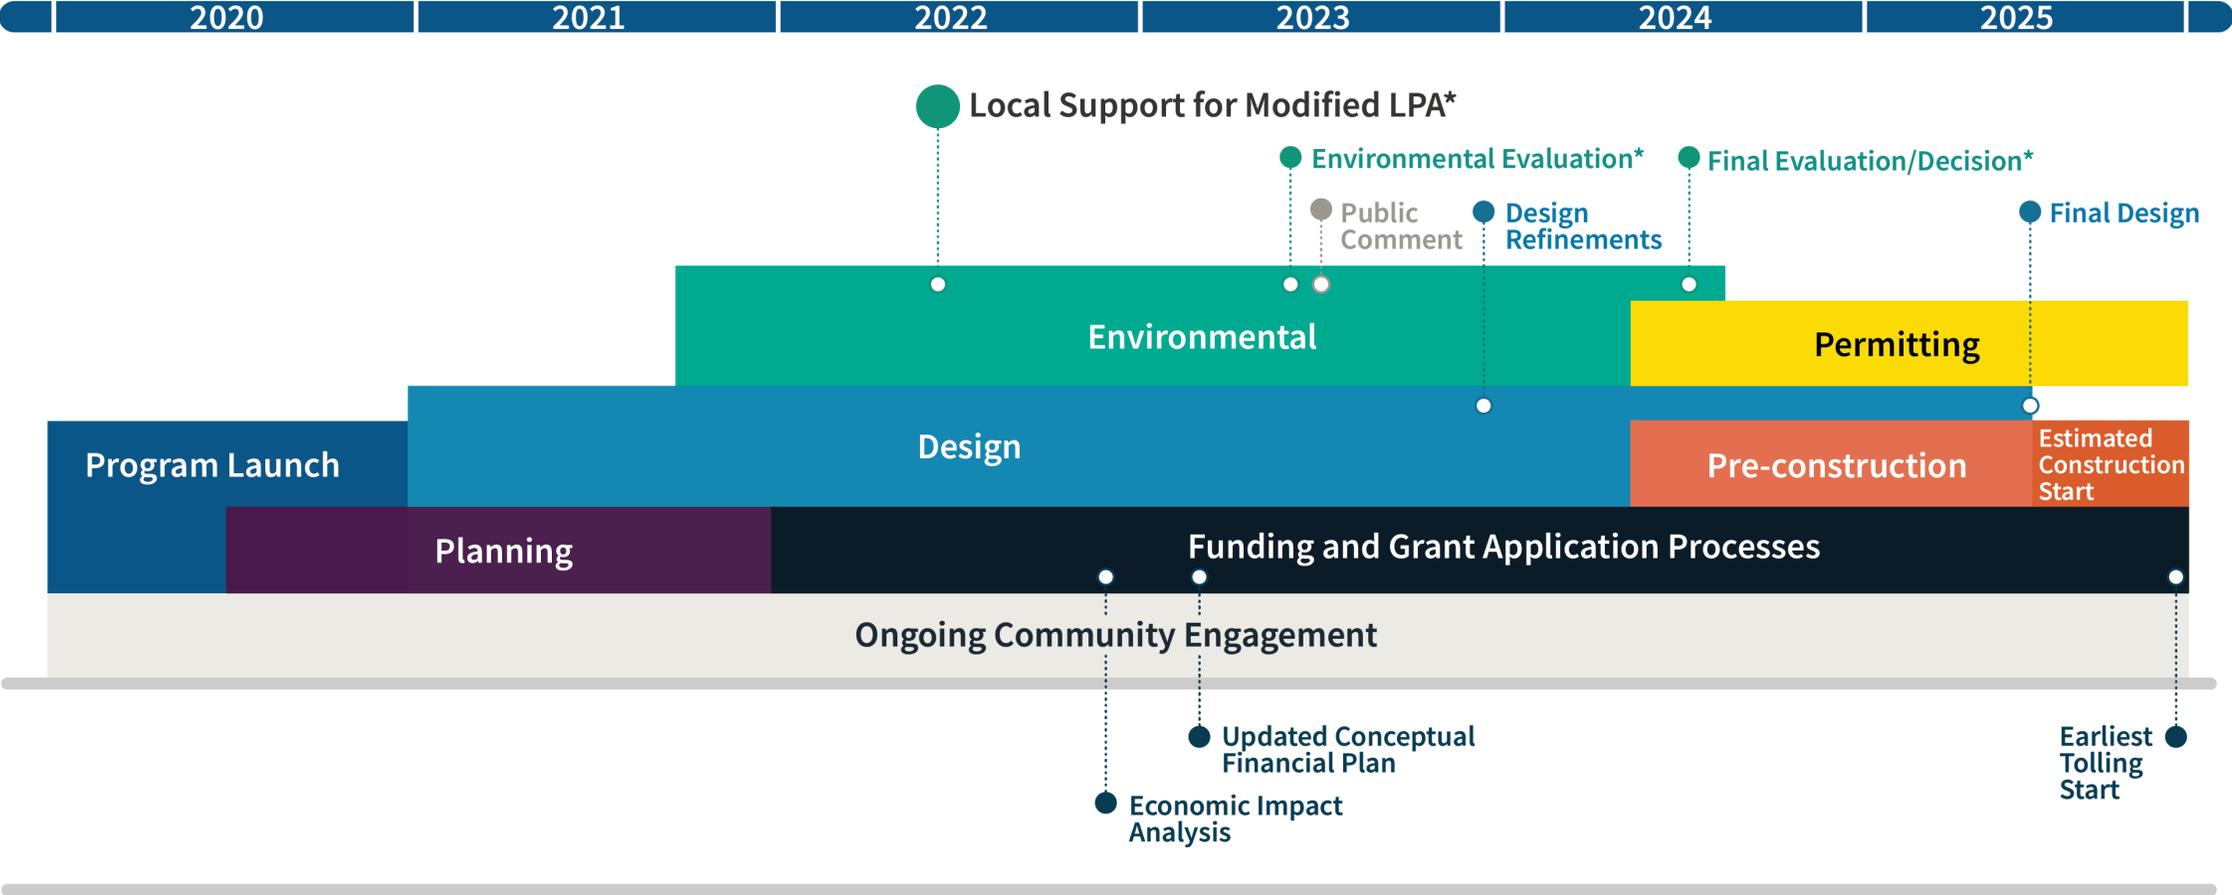 2020 2021 2022 2023 2024 2025
Local Support for Modified LPA*
Environmental Evaluation*
Final Evaluation/Decision*
Public
Comment
Design
Refinements
Final Design
Environmental
Permitting
Program Launch
Design
Pre-construction
Estimated
Construction
Start
Planning
Funding and Grant Application Processes
Ongoing Community Engagement
Updated Conceptual
Financial Plan
Earliest
Tolling
Start
Economic Impact
Analysis